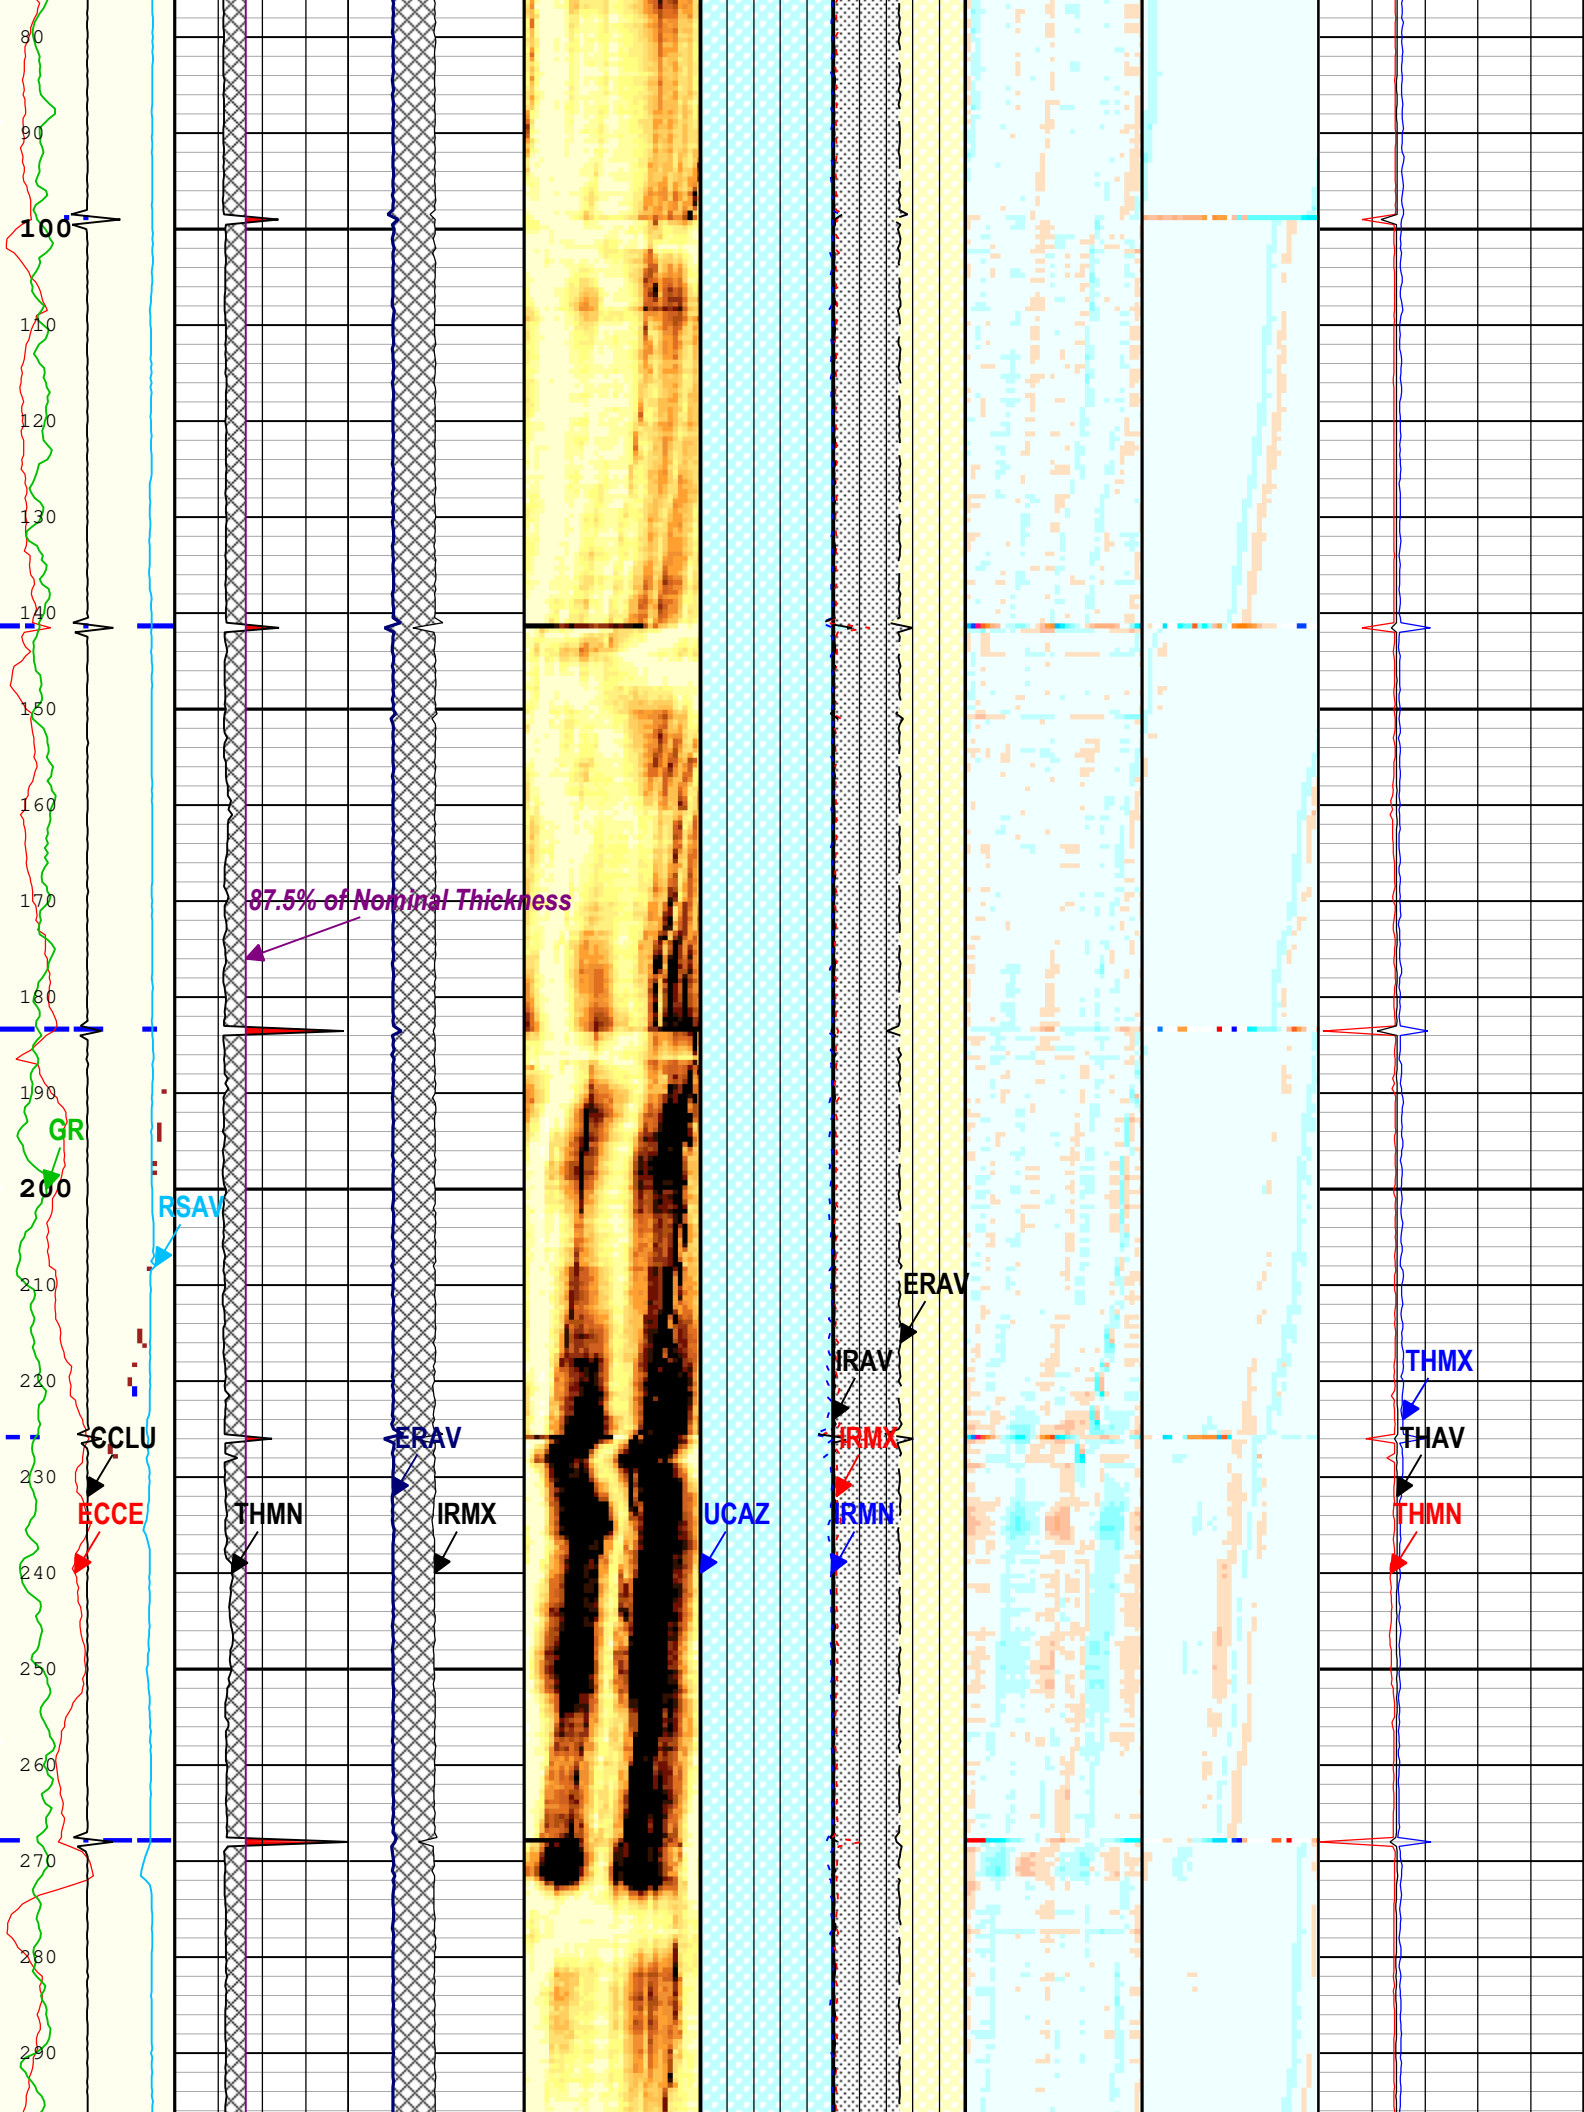 80
90
100
110
120
130
140
150
160
87.5% of Nominal Thickness
170
180
190
GR
200
RSAV
210
ERAV
IRAV
THMX
220
CCLU
ERAV
IRMX
THAV
230
ECCE
THMN
IRMX
UCAZ
IRMN
THMN
240
250
260
270
280
290